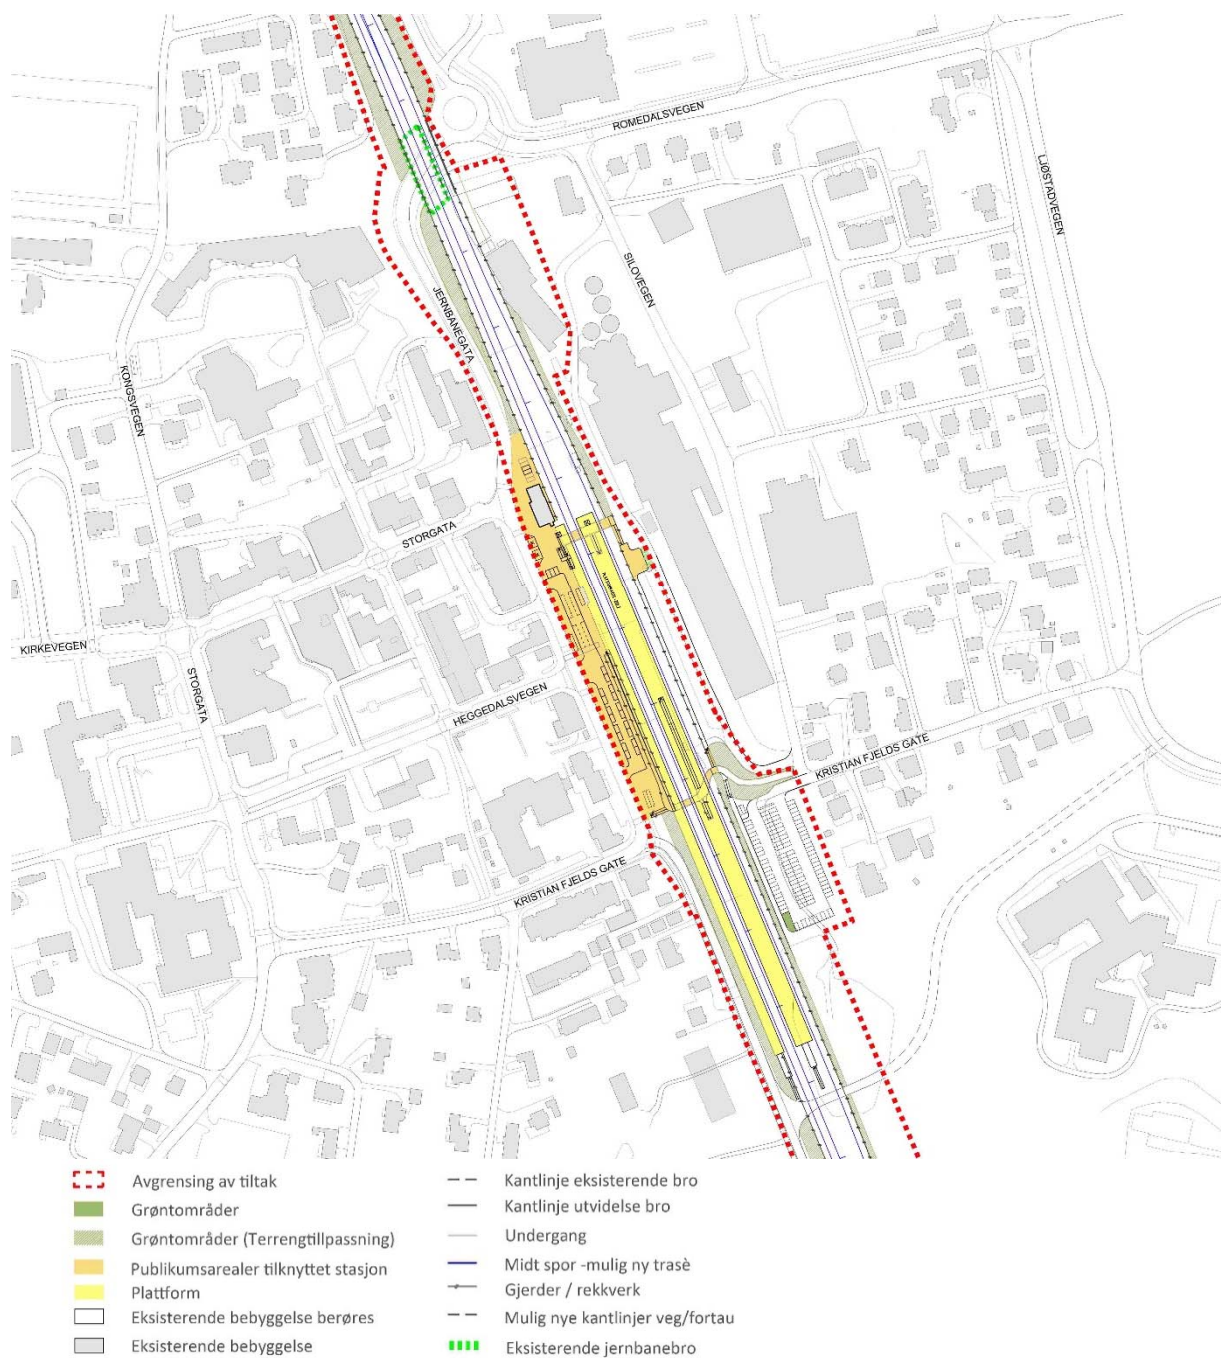 ROMEDALSVEGEN
LJØSTADVEGEN
SILOVEGEN
JERNBANEGATA
KONGSVEGEN
STORGATA
KIRKEVEGEN
STORGATA
HEGGEDALSVEGEN
KRISTIAN FJELDS GATE
KRISTIAN FJELDS GATE
Avgrensing av tiltak
Grøntområder
Grøntområder (Terrengtillpassning)
Publikumsarealer tilknyttet stasjon
Plattform
Eksisterende bebyggelse berøres
Eksisterende bebyggelse
Kantlinje eksisterende bro
Kantlinje utvidelse bro
Undergang
Midt spor -mulig ny trasè
Gjerder / rekkverk
Mulig nye kantlinjer veg/fortau
Eksisterende jernbanebro